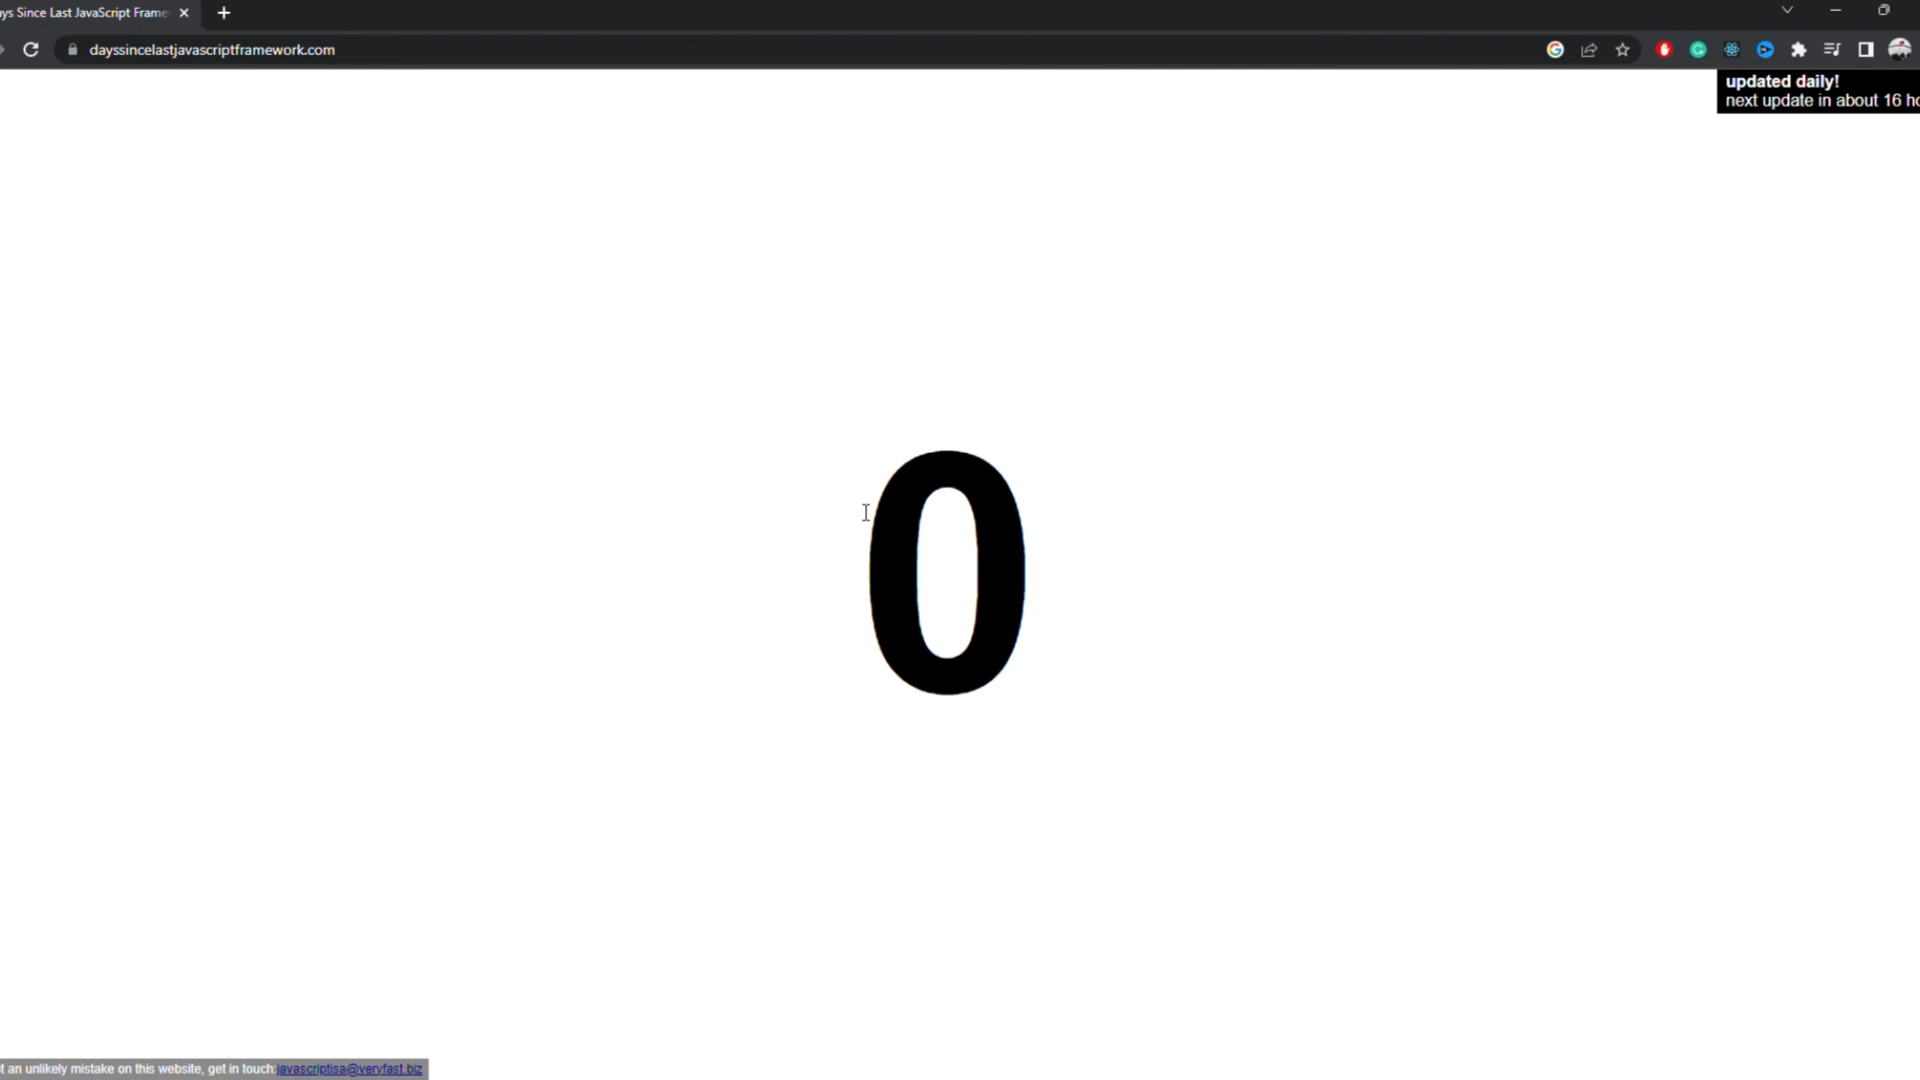 ys Since Last JavaScript Frame
dayssincelastjavascriptframework.com
updated daily!
next update in about 16 ho
0
t an unlikely mistake on this website, get in touch: javascriptisa@veryfast.biz